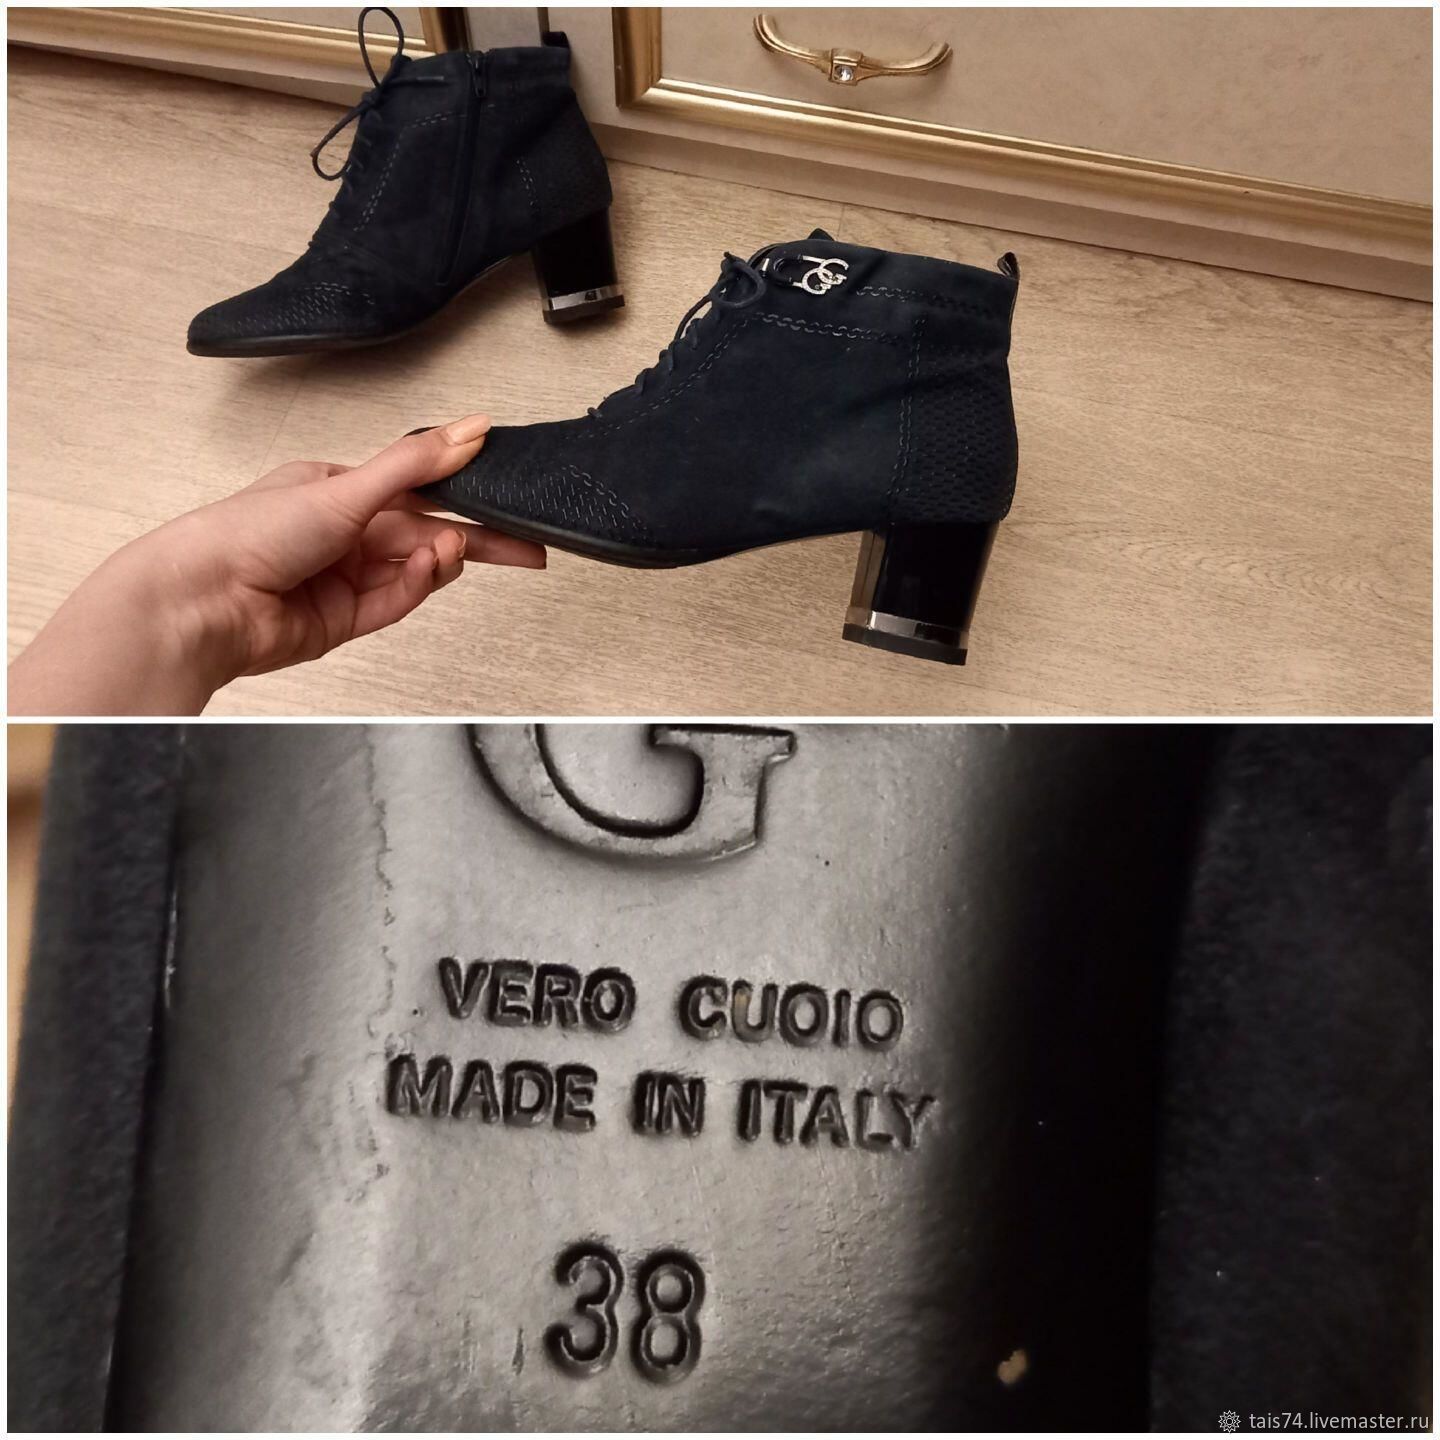 G
VERO CUOIO
MADE IN ITALY
38
tais74.livemaster.ru